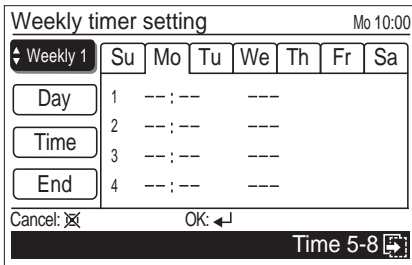 Weekly timer setting Mo 10:00
Weekly 1 Su Mo Tu We Th Fr Sa
Day 1 --:-- ---
2 --:-- ---
Time 3 --:-- ---
End 4 --:-- ---
Cancel: OK:
Time 5-8